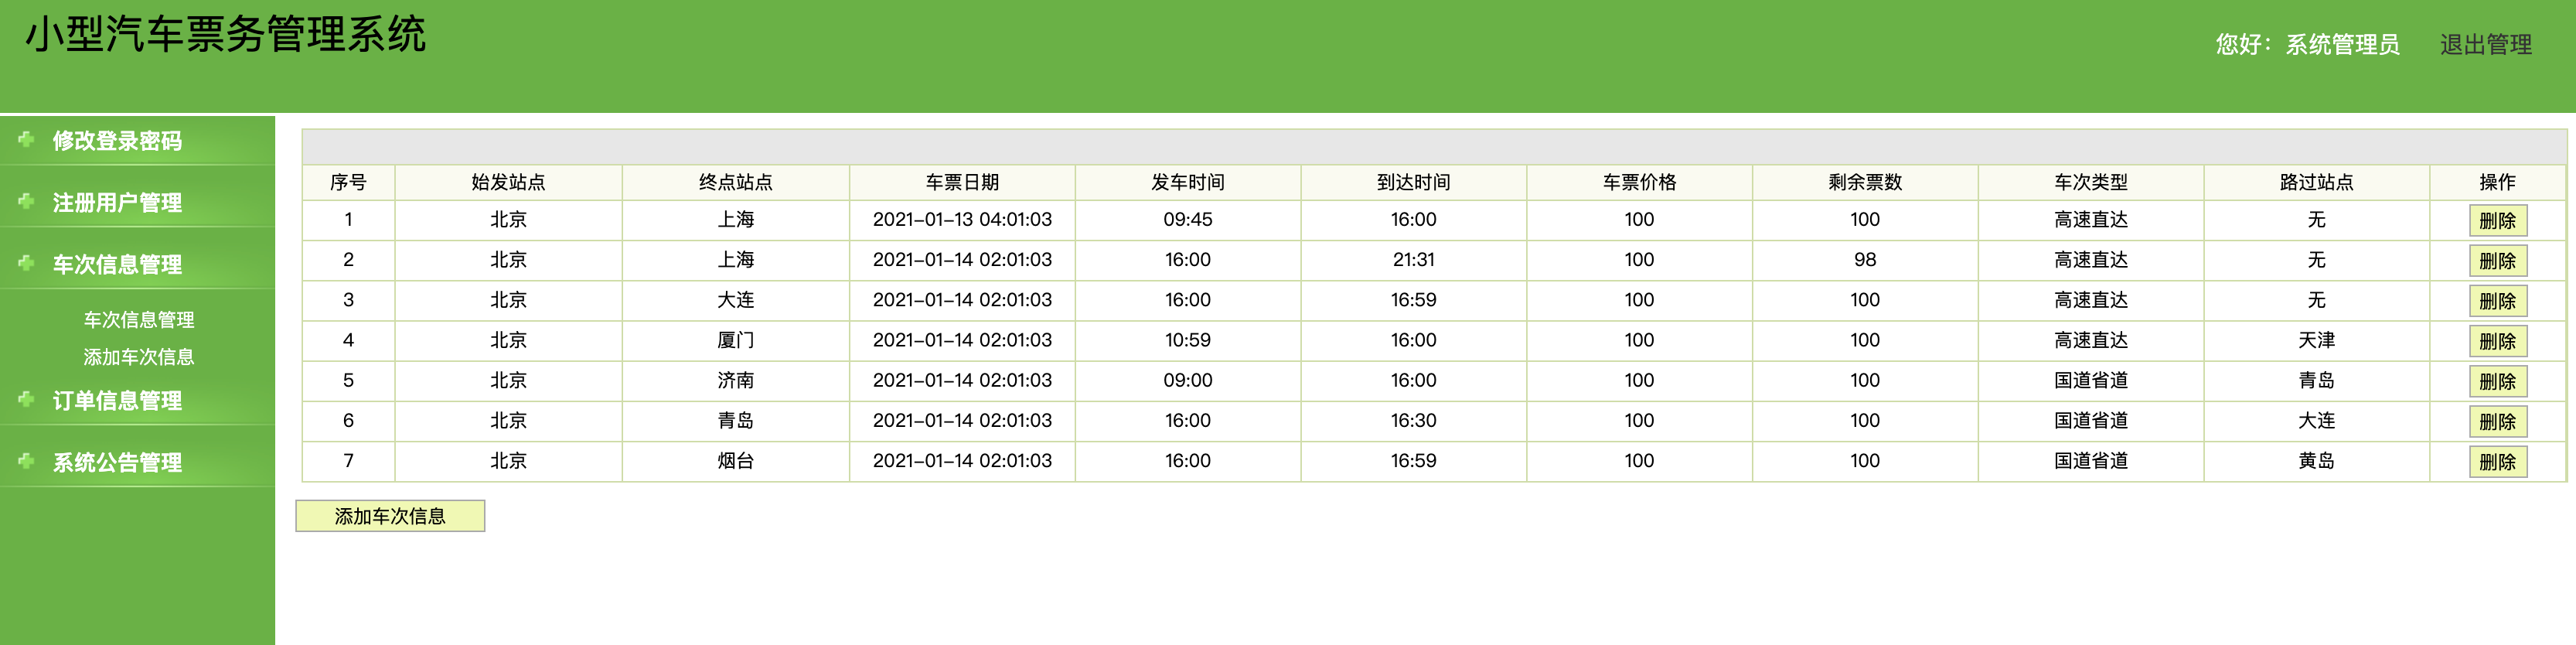 小型汽车票务管理系统
您好：系统管理员 退出管理
修改登录密码
注册用户管理
车次信息管理
车次信息管理
添加车次信息
订单信息管理
系统公告管理
序号 始发站点 终点站点 车票日期 发车时间 到达时间 车票价格 剩余票数 车次类型 路过站点 操作
1 北京 上海 2021-01-13 04:01:03 09:45 16:00 100 100 高速直达 无 删除
2 北京 上海 2021-01-14 02:01:03 16:00 21:31 100 98 高速直达 无 删除
3 北京 大连 2021-01-14 02:01:03 16:00 16:59 100 100 高速直达 无 删除
4 北京 厦门 2021-01-14 02:01:03 10:59 16:00 100 100 高速直达 天津 删除
5 北京 济南 2021-01-14 02:01:03 09:00 16:00 100 100 国道省道 青岛 删除
6 北京 青岛 2021-01-14 02:01:03 16:00 16:30 100 100 国道省道 大连 删除
7 北京 烟台 2021-01-14 02:01:03 16:00 16:59 100 100 国道省道 黄岛 删除
添加车次信息